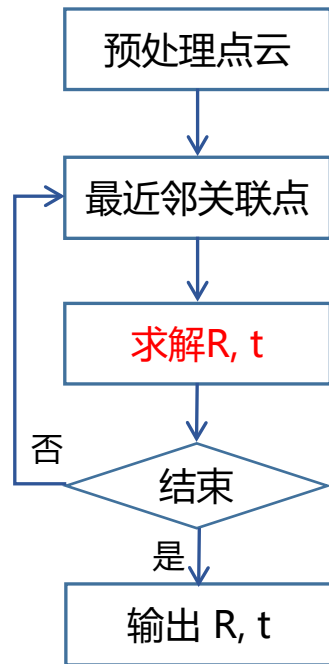 预处理点云
最近邻关联点
求解R, t
否
结束
是
输出 R, t